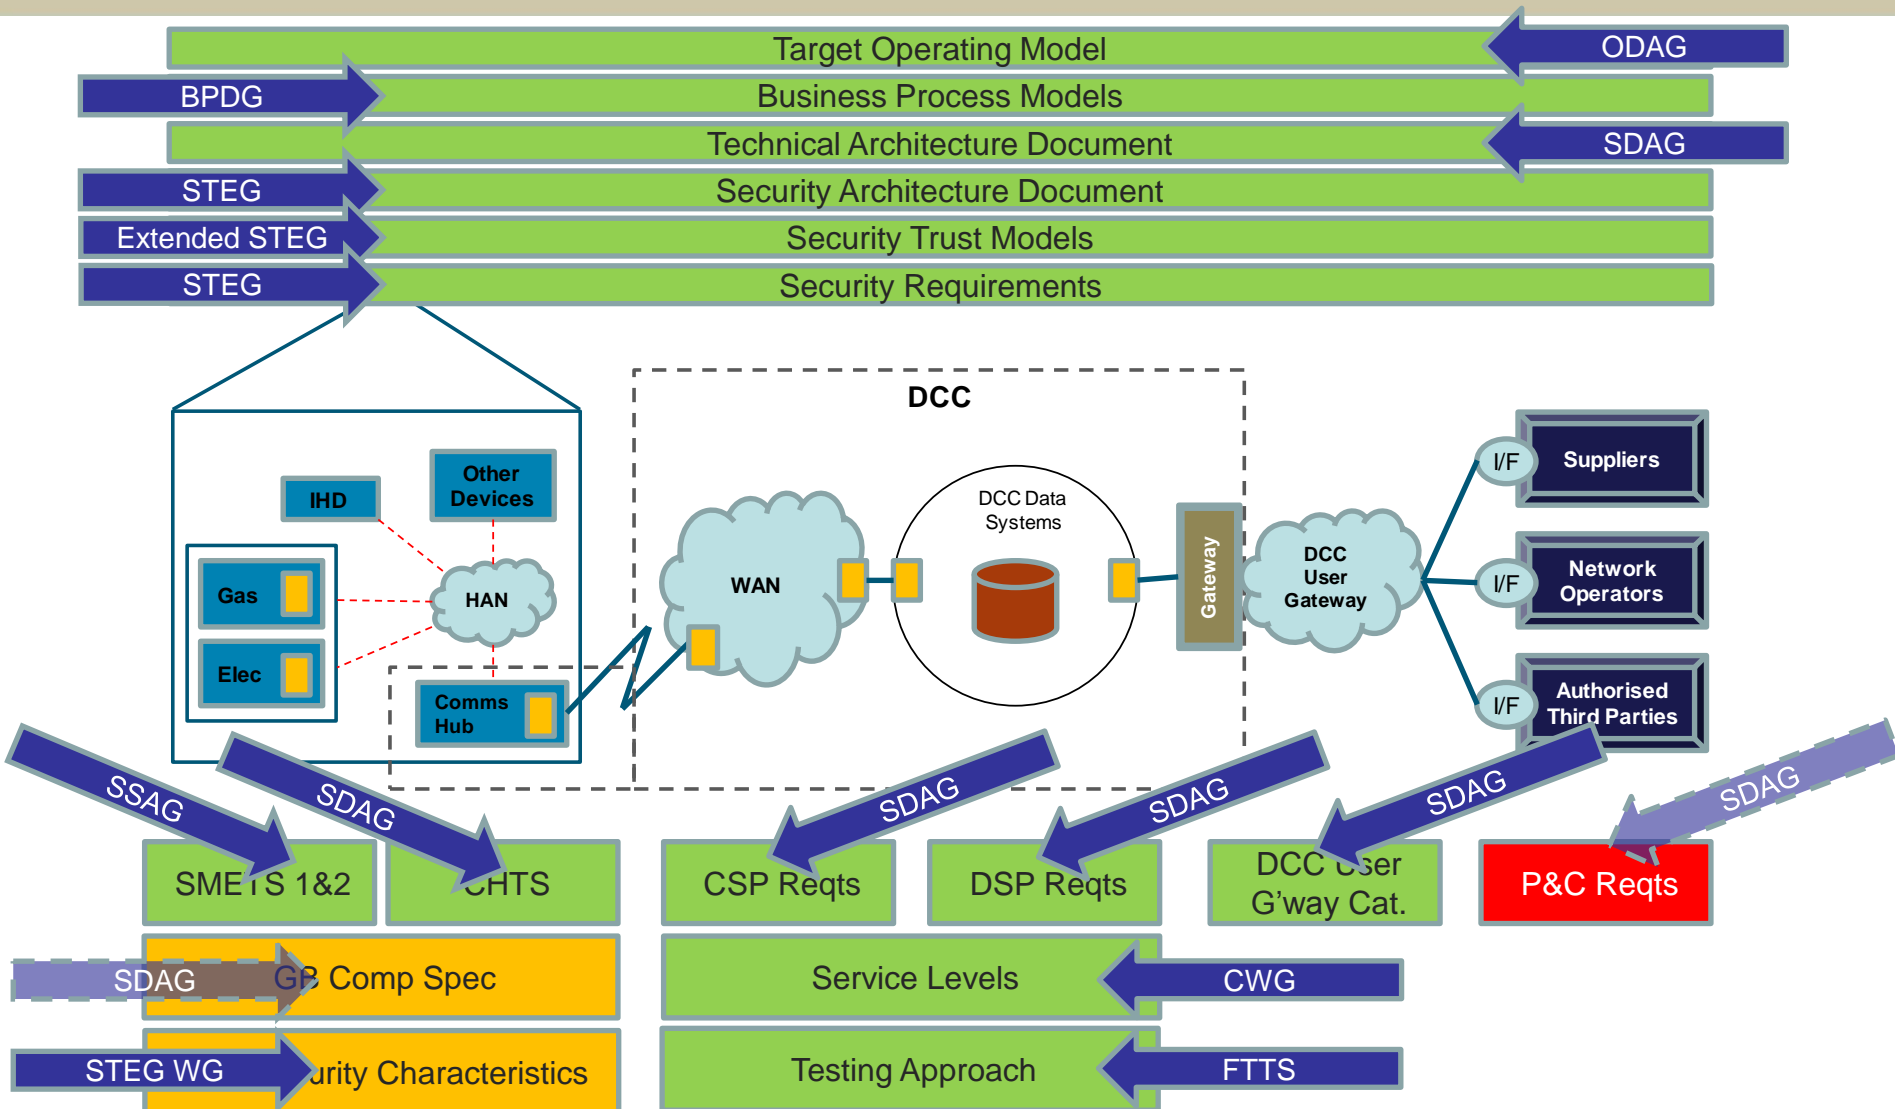 Target Operating Model
ODAG
BPDG
Business Process Models
Technical Architecture Document
SDAG
STEG
Security Architecture Document
Extended STEG
Security Trust Models
STEG
Security Requirements
DCC
IHD
Other
Devices
Gas
Elec
HAN
Comms
Hub
WAN
DCC Data
Systems
Gateway
DCC
User
Gateway
I/F
Suppliers
I/F
Network
Operators
I/F
Authorised
Third Parties
SSAG
SDAG
SDAG
SDAG
SDAG
SDAG
SMETS 1&2
CHTS
CSP Reqts
DSP Reqts
DCC User
G'way Cat.
P&C Reqts
SDAG
GB Comp Spec
Service Levels
CWG
STEG WG
urity Characteristics
Testing Approach
FTTS